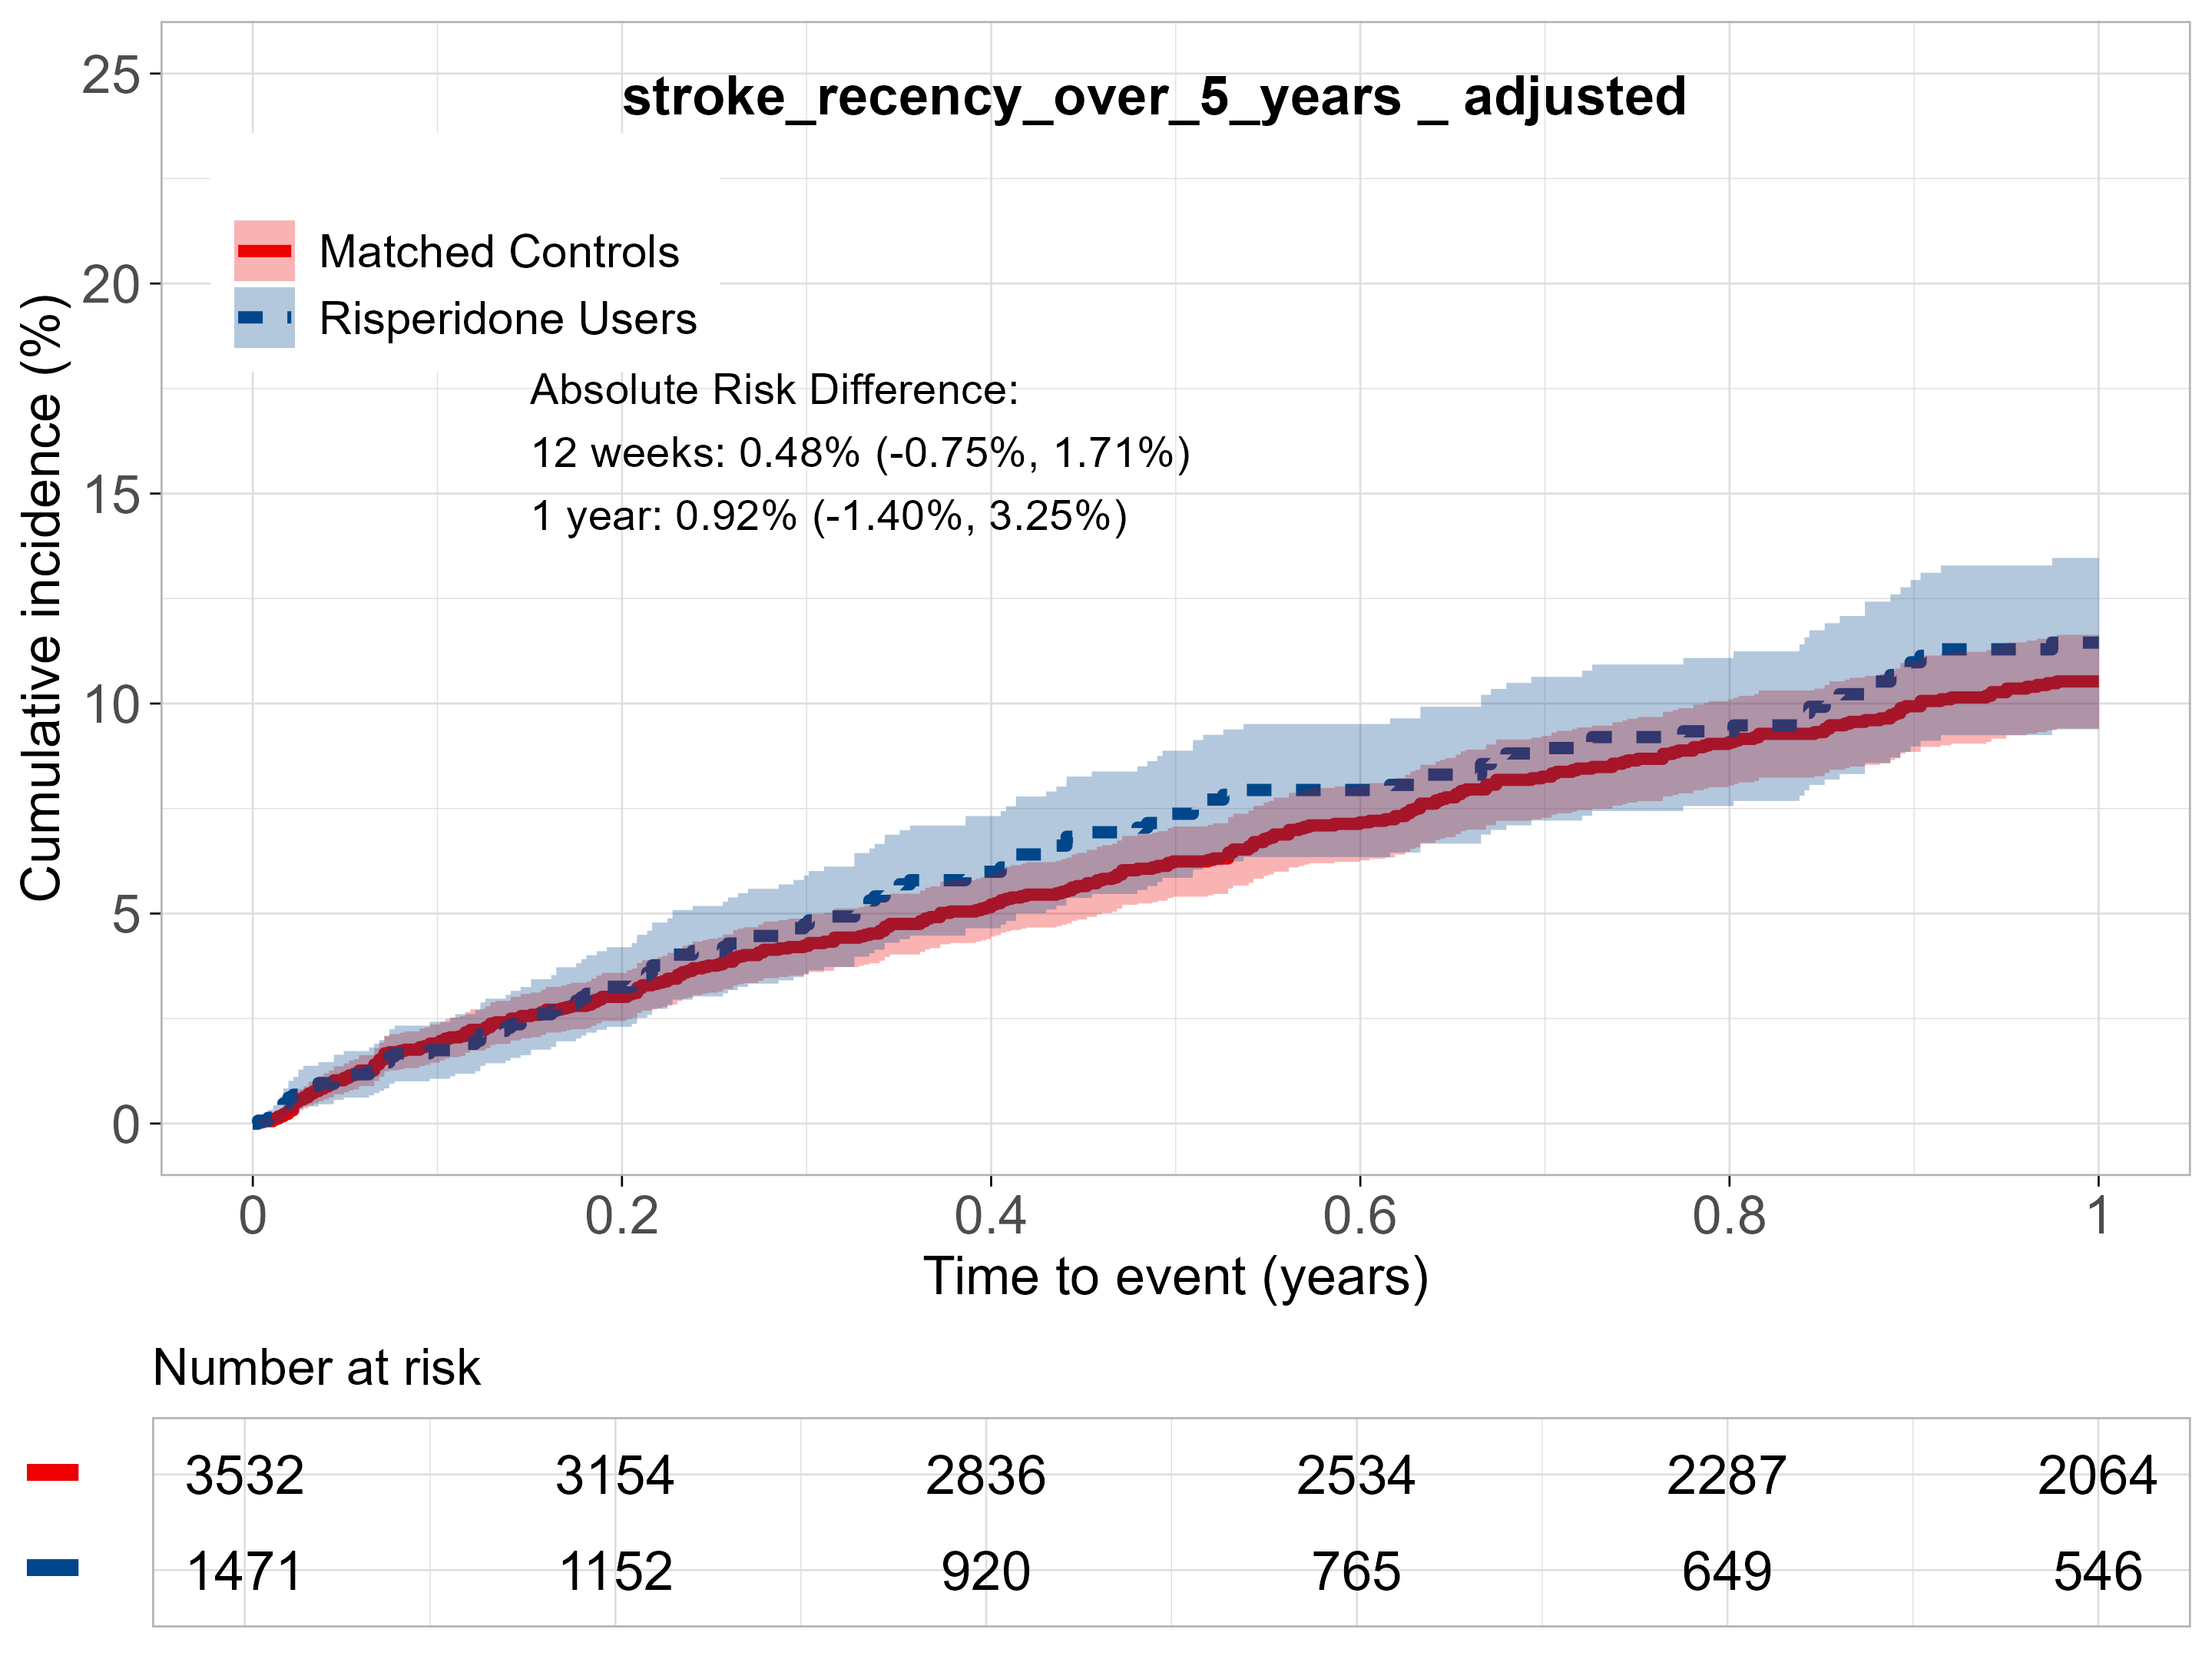 stroke_recency_over_5_years _ adjusted
Matched Controls
Risperidone Users
Absolute Risk Difference:
12 weeks: 0.48% (-0.75%, 1.71%)
1 year: 0.92% (-1.40%, 3.25%)
Cumulative incidence (%)
25
20
15
10
5
0
0 0.2 0.4 0.6 0.8 1
Time to event (years)
Number at risk
3532 3154 2836 2534 2287 2064
1471 1152 920 765 649 546